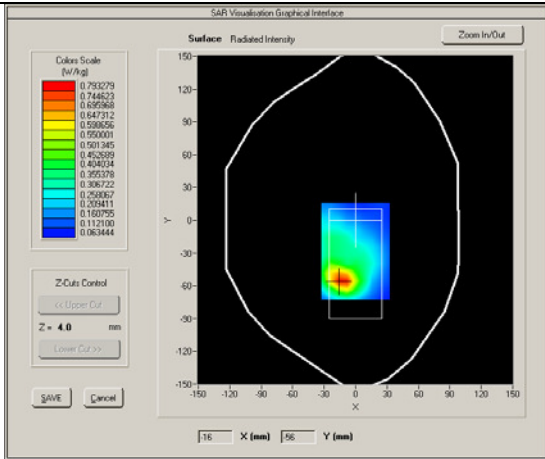 SAR Visualisation Graphical Interface
Surface Radiated Intensity
Zoom In/Out
Colors Scale
(W/kg)
0.793279
0.744623
0.695968
0.647312
0.598656
0.550001
0.501345
0.452689
0.404034
0.355378
0.306722
0.258067
0.209411
0.160755
0.112100
0.063444
150
120
90
60
30
0
-30
-60
-90
-120
-150
Y
-150 -120 -90 -60 -30 0 30 60 90 120 150
X
Z-Cuts Control
<< Upper Cut
Z = 4.0 mm
Lower Cut >>
SAVE Cancel
-16 X (mm) -56 Y (mm)